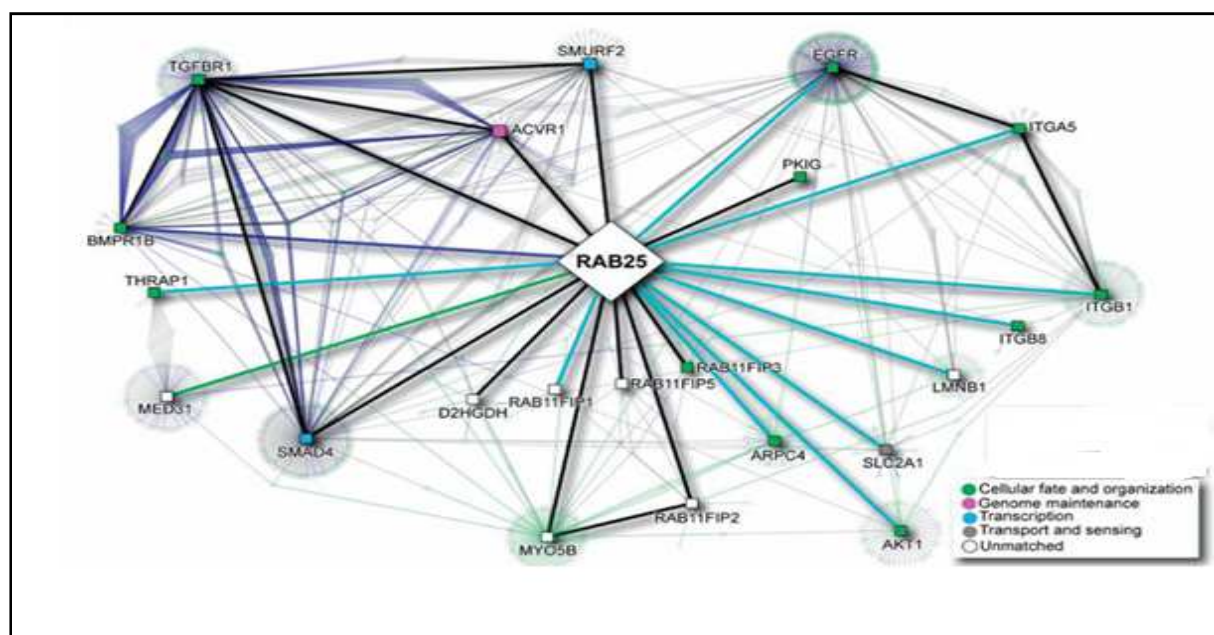 SMURF2
EGFR
TGFBR1
ACVR1
ITGA5
PKIG
BMPR1B
RAB25
THRAP1
ITGB1
ITGB8
RAB11FIP3
RAB11FIP5
LMNB1
MED31
D2HGDH
RAB11FIP1
SMAD4
ARPC4
SLC2A1
RAB11FIP2
MYO5B
AKT1
Cellular fate and organization
Genome maintenance
Transcription
Transport and sensing
Unmatched